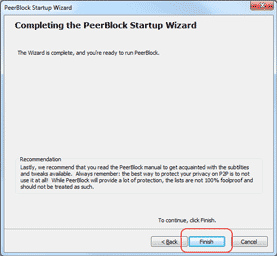 PeerBlock Startup Wizard
Completing the PeerBlock Startup Wizard
The Wizard is complete, and you're ready to run PeerBlock.
Recommendation
Lastly, we recommend that you read the PeerBlock manual to get acquainted with the subtilties
and tweaks available. Always remember: the best way to protect your privacy on P2P is to not
use it at all! While PeerBlock will provide a lot of protection, the lists are not 100% foolproof and
should not be treated as such.
To continue, click Finish.
< Back
Finish
Cancel